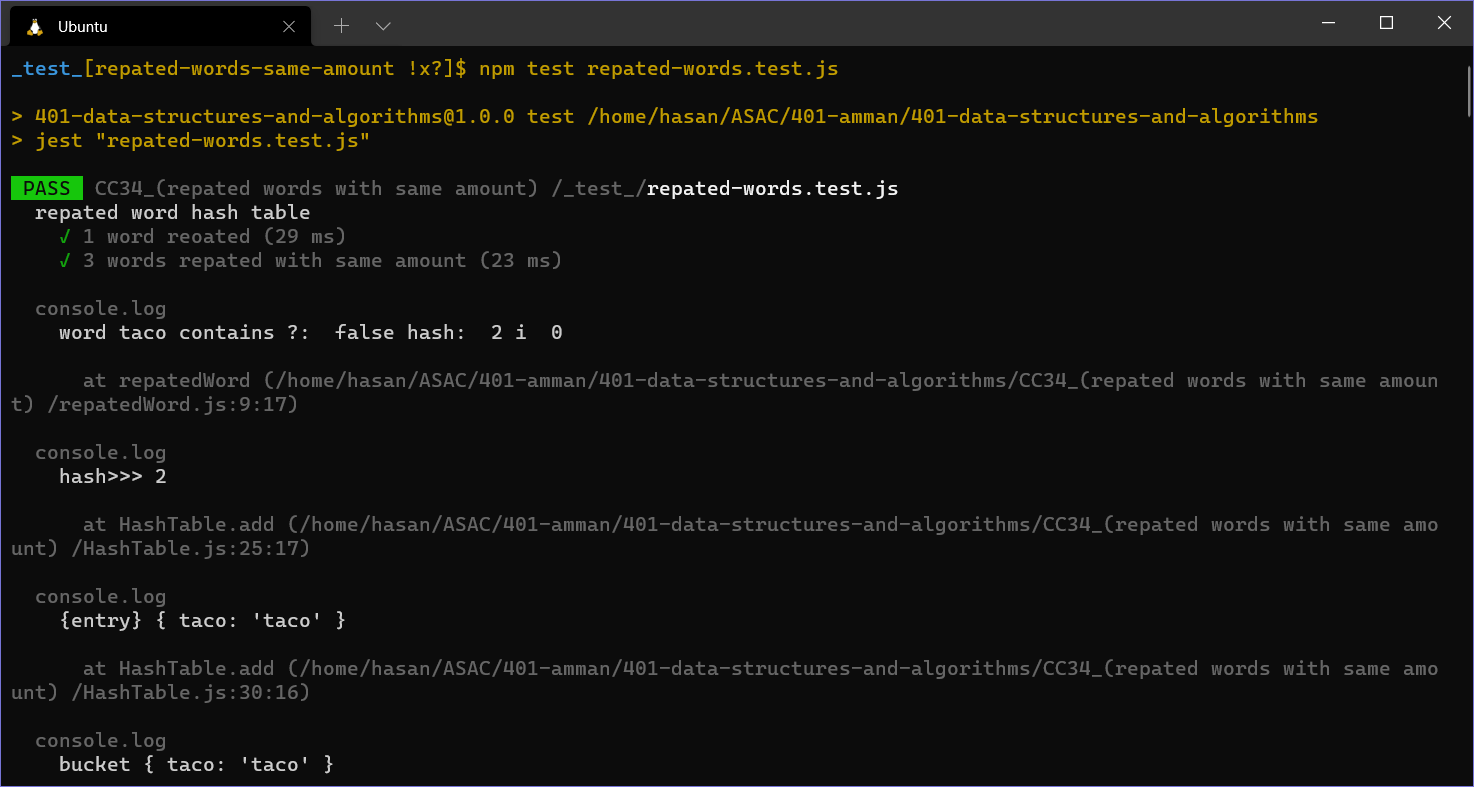 Ubuntu
_test_[repated-words-same-amount !x?]$ npm test repated-words.test.js
> 401-data-structures-and-algorithms@1.0.0 test /home/hasan/ASAC/401-amman/401-data-structures-and-algorithms
> jest "repated-words.test.js"
PASS CC34_(repated words with same amount) /_test_/repated-words.test.js
repated word hash table
√ 1 word reoated (29 ms)
√ 3 words repated with same amount (23 ms)
console.log
word taco contains ?:  false hash:  2 i  0
at repatedWord (/home/hasan/ASAC/401-amman/401-data-structures-and-algorithms/CC34_(repated words with same amoun
t) /repatedWord.js:9:17)
console.log
hash>>> 2
at HashTable.add (/home/hasan/ASAC/401-amman/401-data-structures-and-algorithms/CC34_(repated words with same amo
unt) /HashTable.js:25:17)
console.log
{entry} { taco: 'taco' }
at HashTable.add (/home/hasan/ASAC/401-amman/401-data-structures-and-algorithms/CC34_(repated words with same amo
unt) /HashTable.js:30:16)
console.log
bucket { taco: 'taco' }